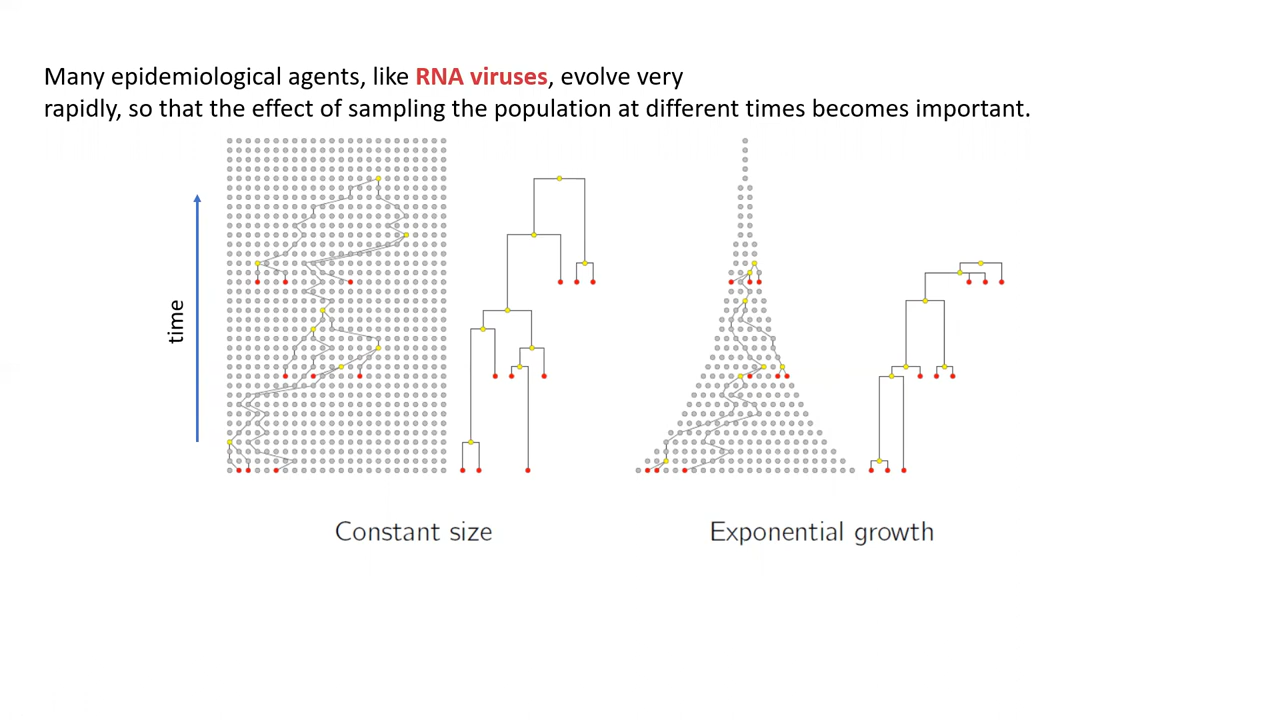 Many epidemiological agents, like RNA viruses, evolve very
rapidly, so that the effect of sampling the population at different times becomes important.
time
Constant size
Exponential growth